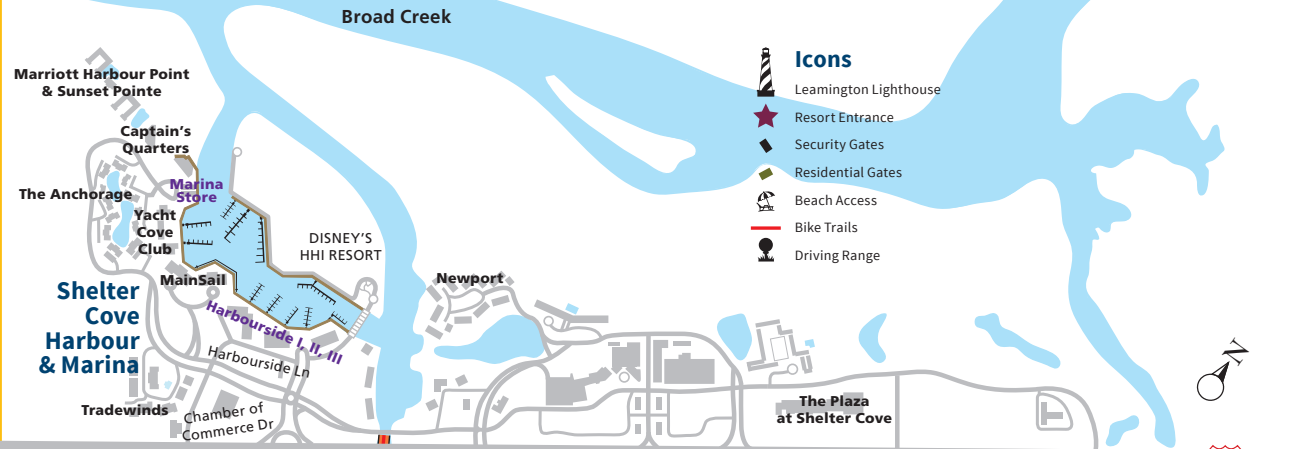 Broad Creek
Marriott Harbour Point
& Sunset Pointe
Captain's
Quarters
The Anchorage
Marina
Store
Yacht
Cove
Club
DISNEY'S
HHI RESORT
MainSail
Newport
Shelter
Cove
Harbour
& Marina
Harbourside I, II, III
Harbourside Ln
Tradewinds
Chamber of
Commerce Dr
The Plaza
at Shelter Cove
Icons
Leamington Lighthouse
Resort Entrance
Security Gates
Residential Gates
Beach Access
Bike Trails
Driving Range
N